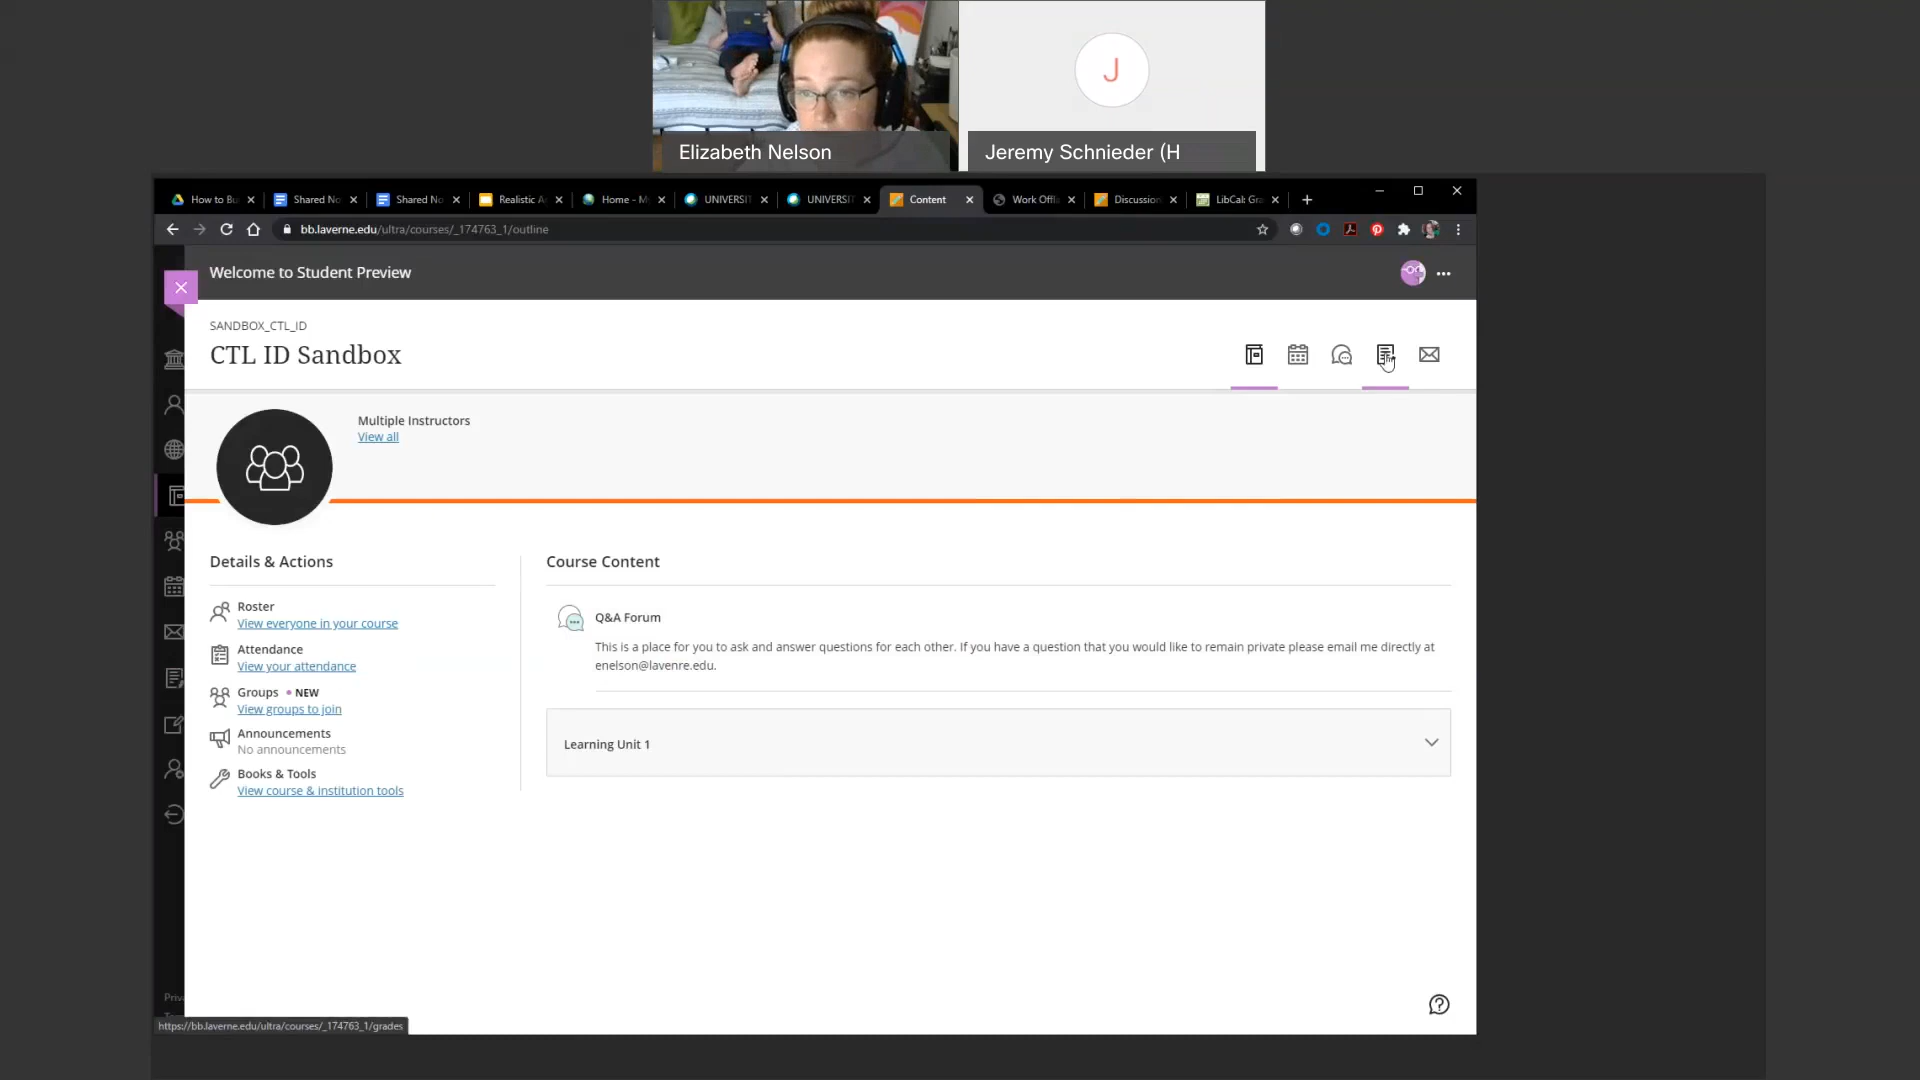 J
Elizabeth Nelson
Jeremy Schnieder (H
How to Bu
Shared No
Shared No
Realistic A
Home - M
UNIVERSIT
UNIVERSIT
Content
Work Offli
Discussion
LibCal: Gra
bb.laverne.edu/ultra/courses/_174763_1/outline
Welcome to Student Preview
SANDBOX_CTL_ID
CTL ID Sandbox
Multiple Instructors
View all
Details & Actions
Roster
View everyone in your course
Attendance
View your attendance
Groups • NEW
View groups to join
Announcements
No announcements
Books & Tools
View course & institution tools
Course Content
Q&A Forum
This is a place for you to ask and answer questions for each other. If you have a question that you would like to remain private please email me directly at
enelson@lavenre.edu.
Learning Unit 1
Priva
https://bb.laverne.edu/ultra/courses/_174763_1/grades